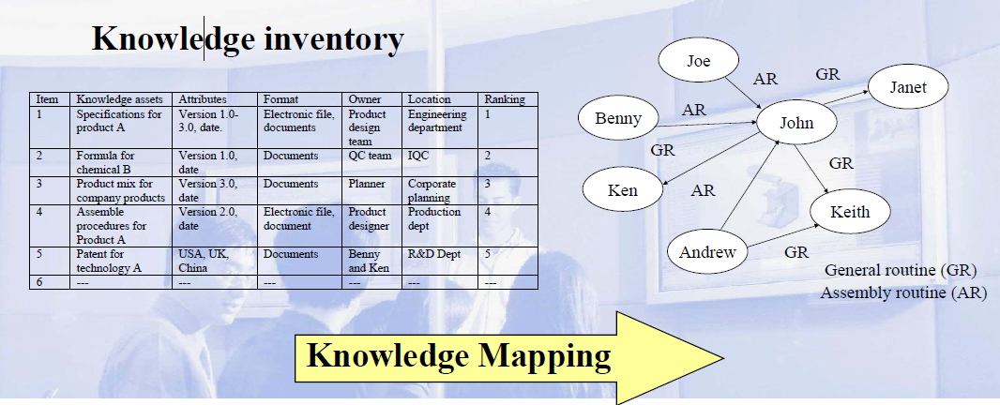 Knowledge inventory
Item Knowledge assets Attributes Format Owner Location Ranking
1 Specifications for Version 1.0- Electronic file, Product Engineering 1
product A 3.0, date. documents design department
team
2 Formula for Version 1.0, Documents QC team IQC 2
chemical B date
3 Product mix for Version 3.0, Documents Planner Corporate 3
company products date planning
4 Assemble Version 2.0, Electronic file, Product Production 4
procedures for date document designer dept
Product A
5 Patent for USA, UK, Documents Benny R&D Dept 5
technology A China and Ken
6 --- --- --- --- --- ---
Joe
AR
GR
Janet
Benny
AR
John
GR
GR
Ken
AR
Keith
Andrew
GR
General routine (GR)
Assembly routine (AR)
Knowledge Mapping